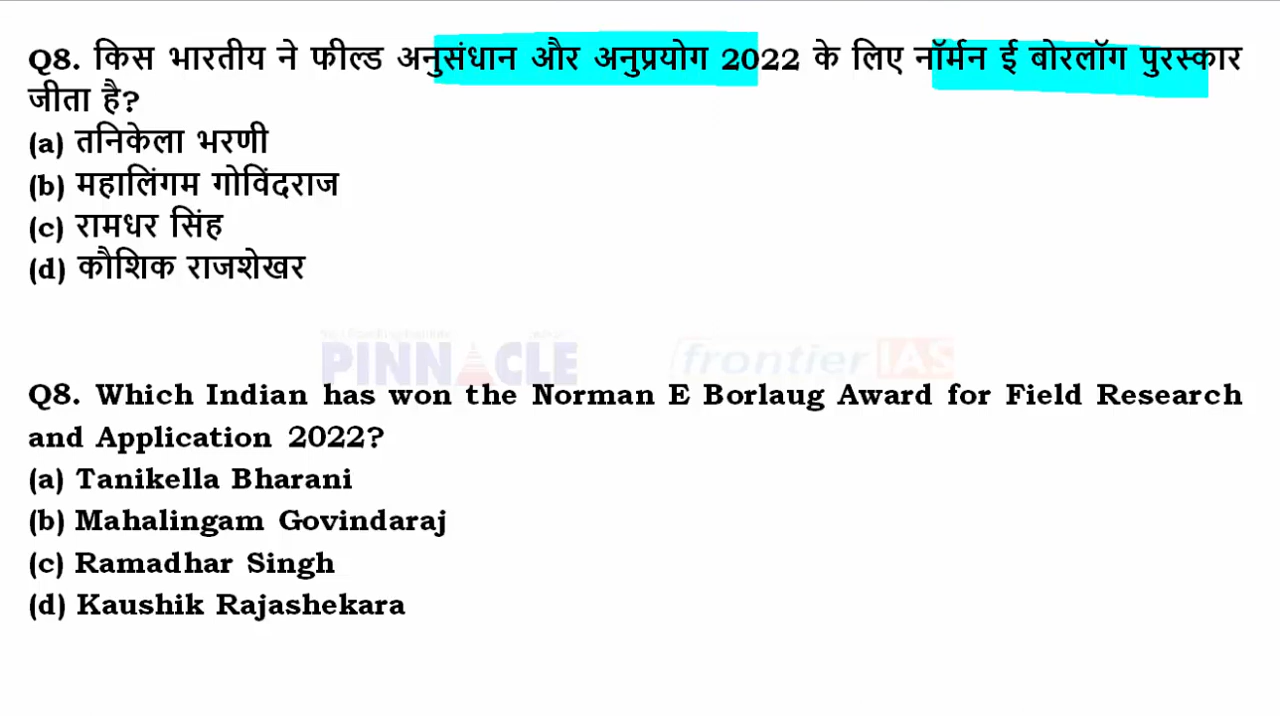 Q8. किस भारतीय ने फील्ड अनुसंधान और अनुप्रयोग 2022 के लिए नॉर्मन ई बोरलॉग पुरस्कार
जीता है?
(a) तनिकेला भरणी
(b) महालिंगम गोविंदराज
(c) रामधर सिंह
(d) कौशिक राजशेखर
PINNACLE frontier IAS
Q8. Which Indian has won the Norman E Borlaug Award for Field Research
and Application 2022?
(a) Tanikella Bharani
(b) Mahalingam Govindaraj
(c) Ramadhar Singh
(d) Kaushik Rajashekara